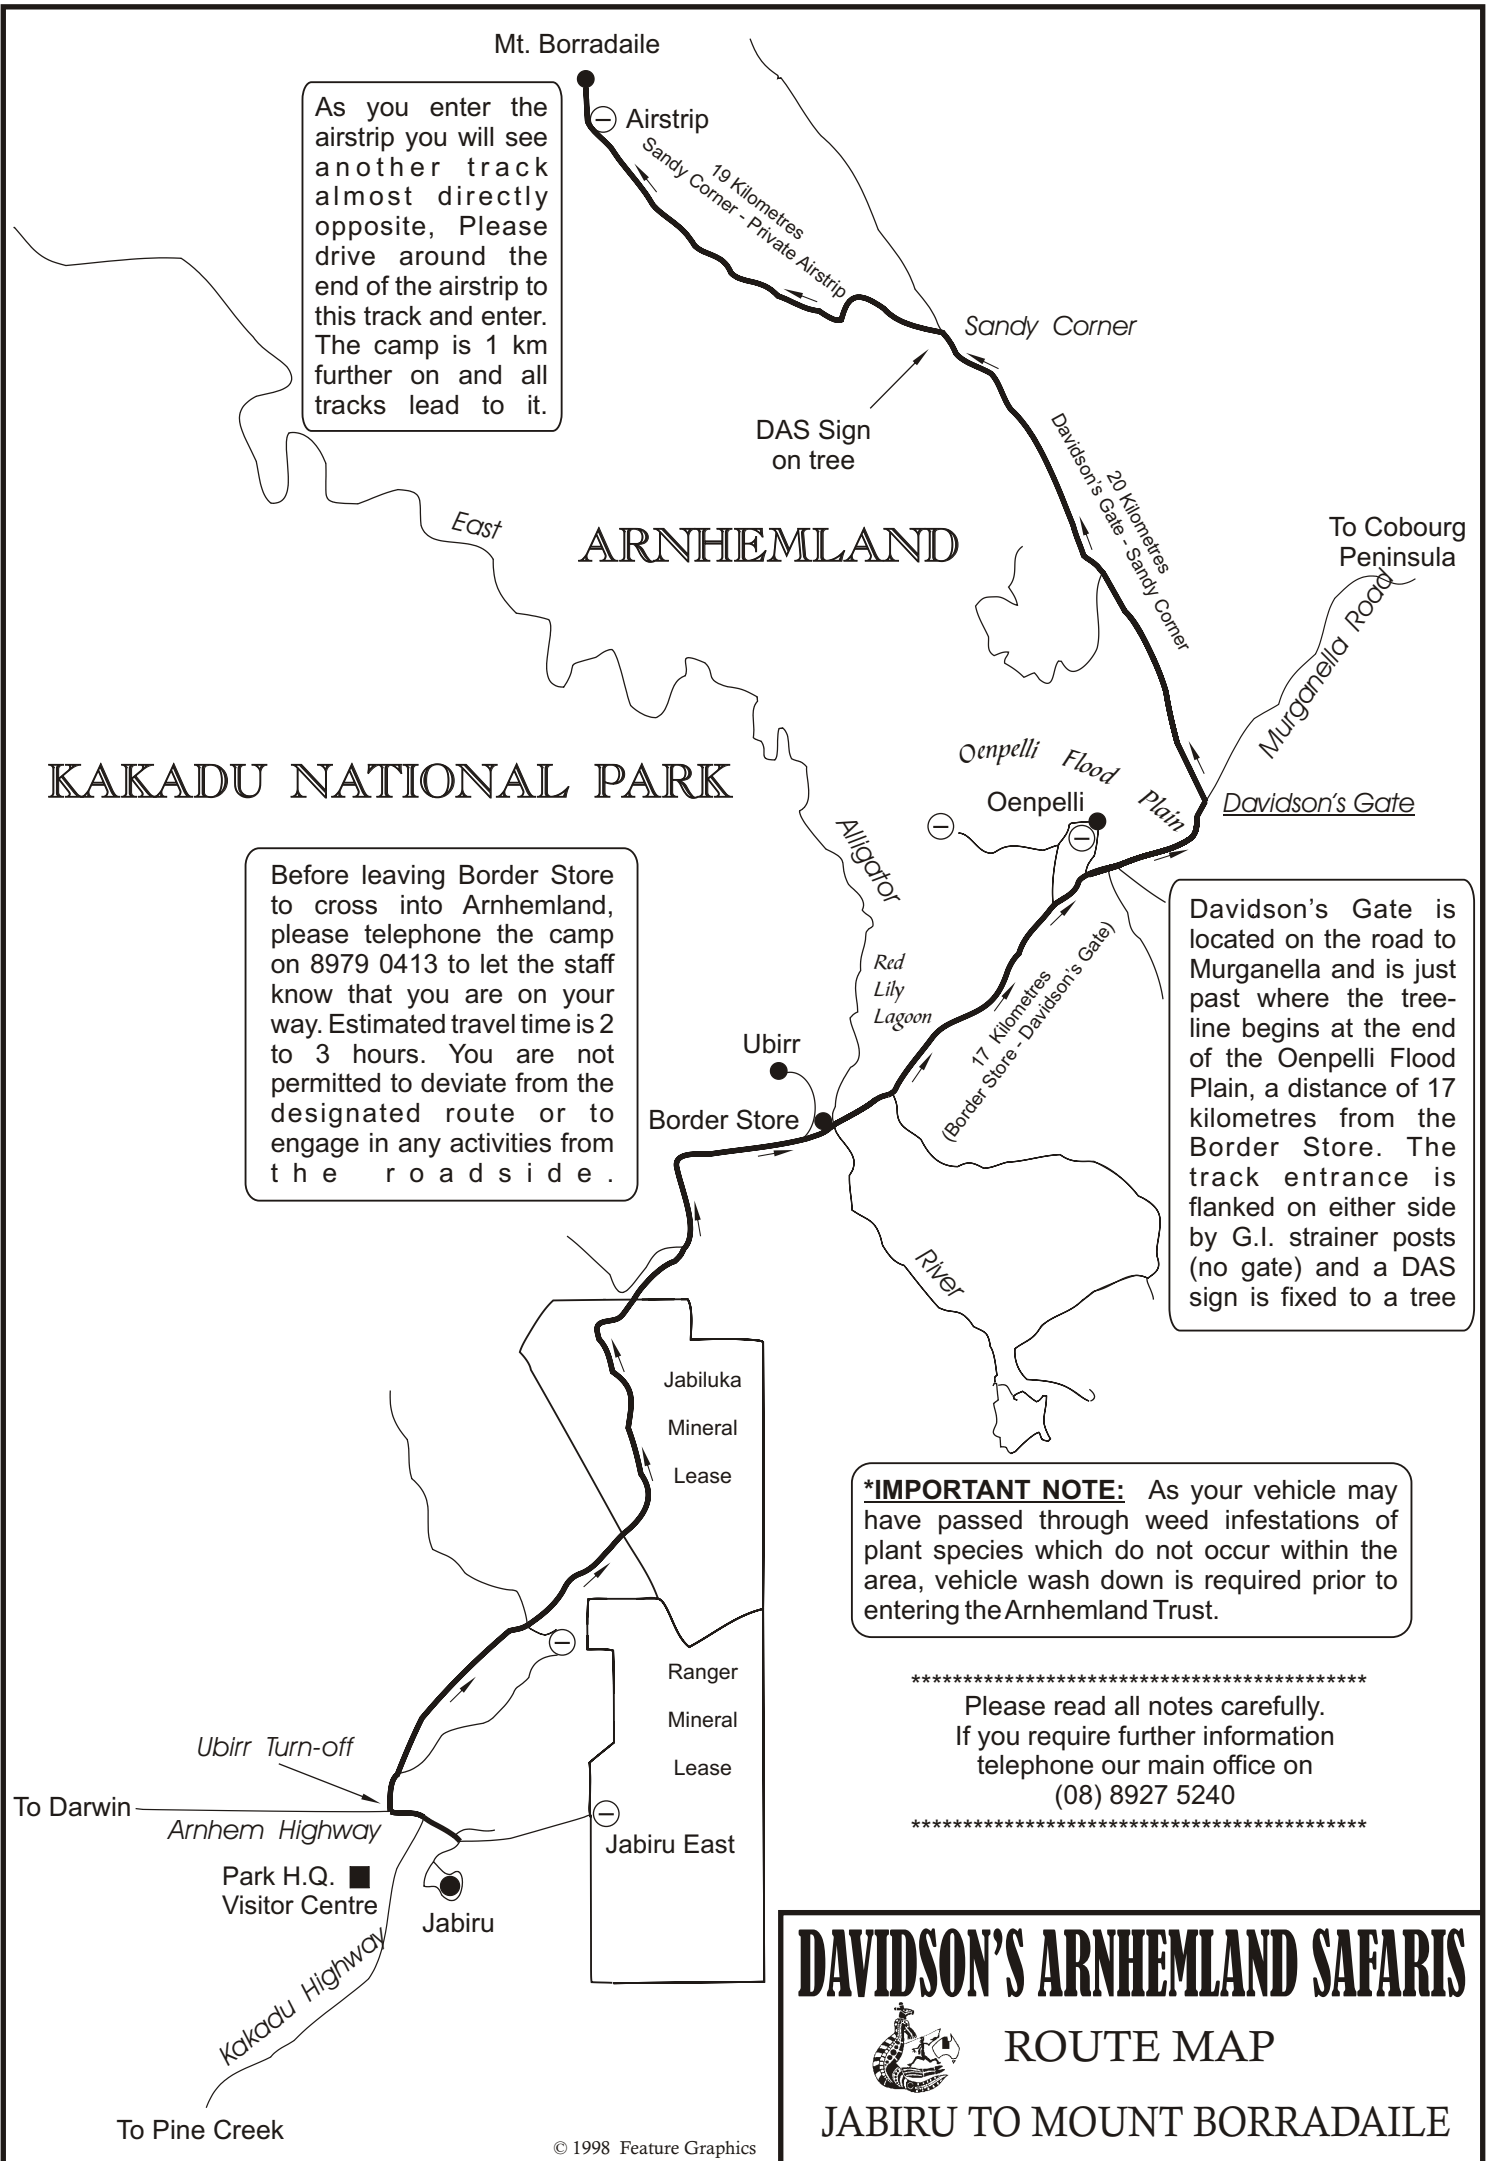 Mt. Borradaile
As you enter the
airstrip you will see
another track
almost directly
opposite, Please
drive around the
end of the airstrip to
this track and enter.
The camp is 1 km
further on and all
tracks lead to it.
Airstrip
19 Kilometres
Sandy Corner - Private Airstrip
Sandy Corner
DAS Sign
on tree
20 Kilometres
Davidson's Gate - Sandy Corner
East
ARNHEMLAND
To Cobourg
Peninsula
Murganella Road
KAKADU NATIONAL PARK
Oenpelli Flood Plain
Oenpelli
Davidson's Gate
Alligator
Before leaving Border Store
to cross into Arnhemland,
please telephone the camp
on 8979 0413 to let the staff
know that you are on your
way. Estimated travel time is 2
to 3 hours. You are not
permitted to deviate from the
designated route or to
engage in any activities from
the roadside.
Davidson's Gate is
located on the road to
Murganella and is just
past where the tree-
line begins at the end
of the Oenpelli Flood
Plain, a distance of 17
kilometres from the
Border Store. The
track entrance is
flanked on either side
by G.I. strainer posts
(no gate) and a DAS
sign is fixed to a tree
Red
Lily
Lagoon
17 Kilometres
(Border Store - Davidson's Gate)
Ubirr
Border Store
River
Jabiluka
Mineral
Lease
*IMPORTANT NOTE: As your vehicle may
have passed through weed infestations of
plant species which do not occur within the
area, vehicle wash down is required prior to
entering the Arnhemland Trust.
Ranger
Mineral
Lease
********************************************
Please read all notes carefully.
If you require further information
telephone our main office on
(08) 8927 5240
********************************************
Ubirr Turn-off
To Darwin
Arnhem Highway
Jabiru East
Park H.Q.
Visitor Centre
Jabiru
Kakadu Highway
To Pine Creek
© 1998 Feature Graphics
DAVIDSON'S ARNHEMLAND SAFARIS
ROUTE MAP
JABIRU TO MOUNT BORRADAILE